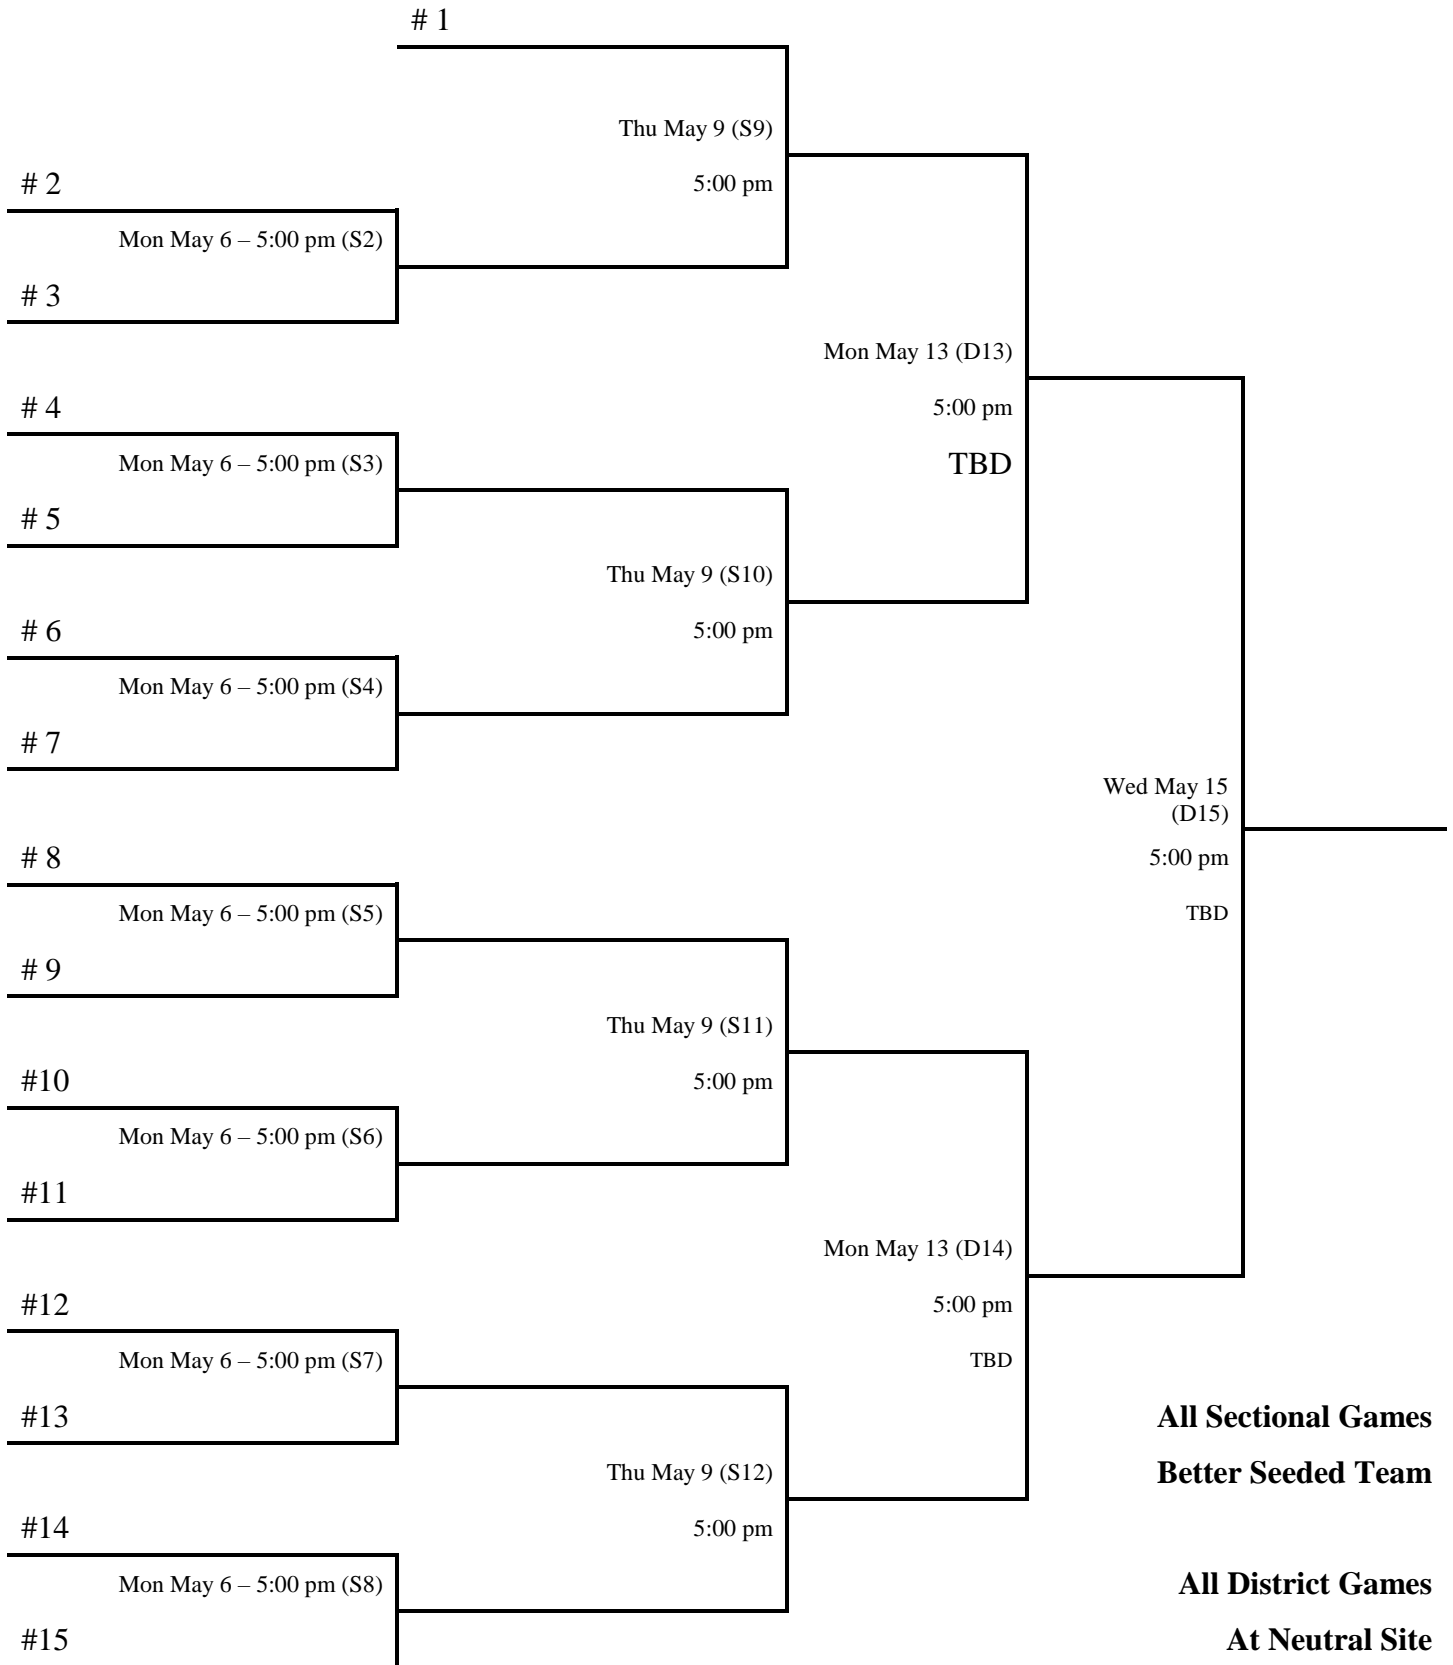 # 1
Thu May 9 (S9)
# 2
5:00 pm
Mon May 6 – 5:00 pm (S2)
# 3
Mon May 13 (D13)
# 4
5:00 pm
Mon May 6 – 5:00 pm (S3)
TBD
# 5
Thu May 9 (S10)
# 6
5:00 pm
Mon May 6 – 5:00 pm (S4)
# 7
Wed May 15
(D15)
# 8
5:00 pm
Mon May 6 – 5:00 pm (S5)
TBD
# 9
Thu May 9 (S11)
#10
5:00 pm
Mon May 6 – 5:00 pm (S6)
#11
Mon May 13 (D14)
#12
5:00 pm
Mon May 6 – 5:00 pm (S7)
TBD
#13
All Sectional Games
Thu May 9 (S12)
Better Seeded Team
#14
5:00 pm
Mon May 6 – 5:00 pm (S8)
All District Games
#15
At Neutral Site